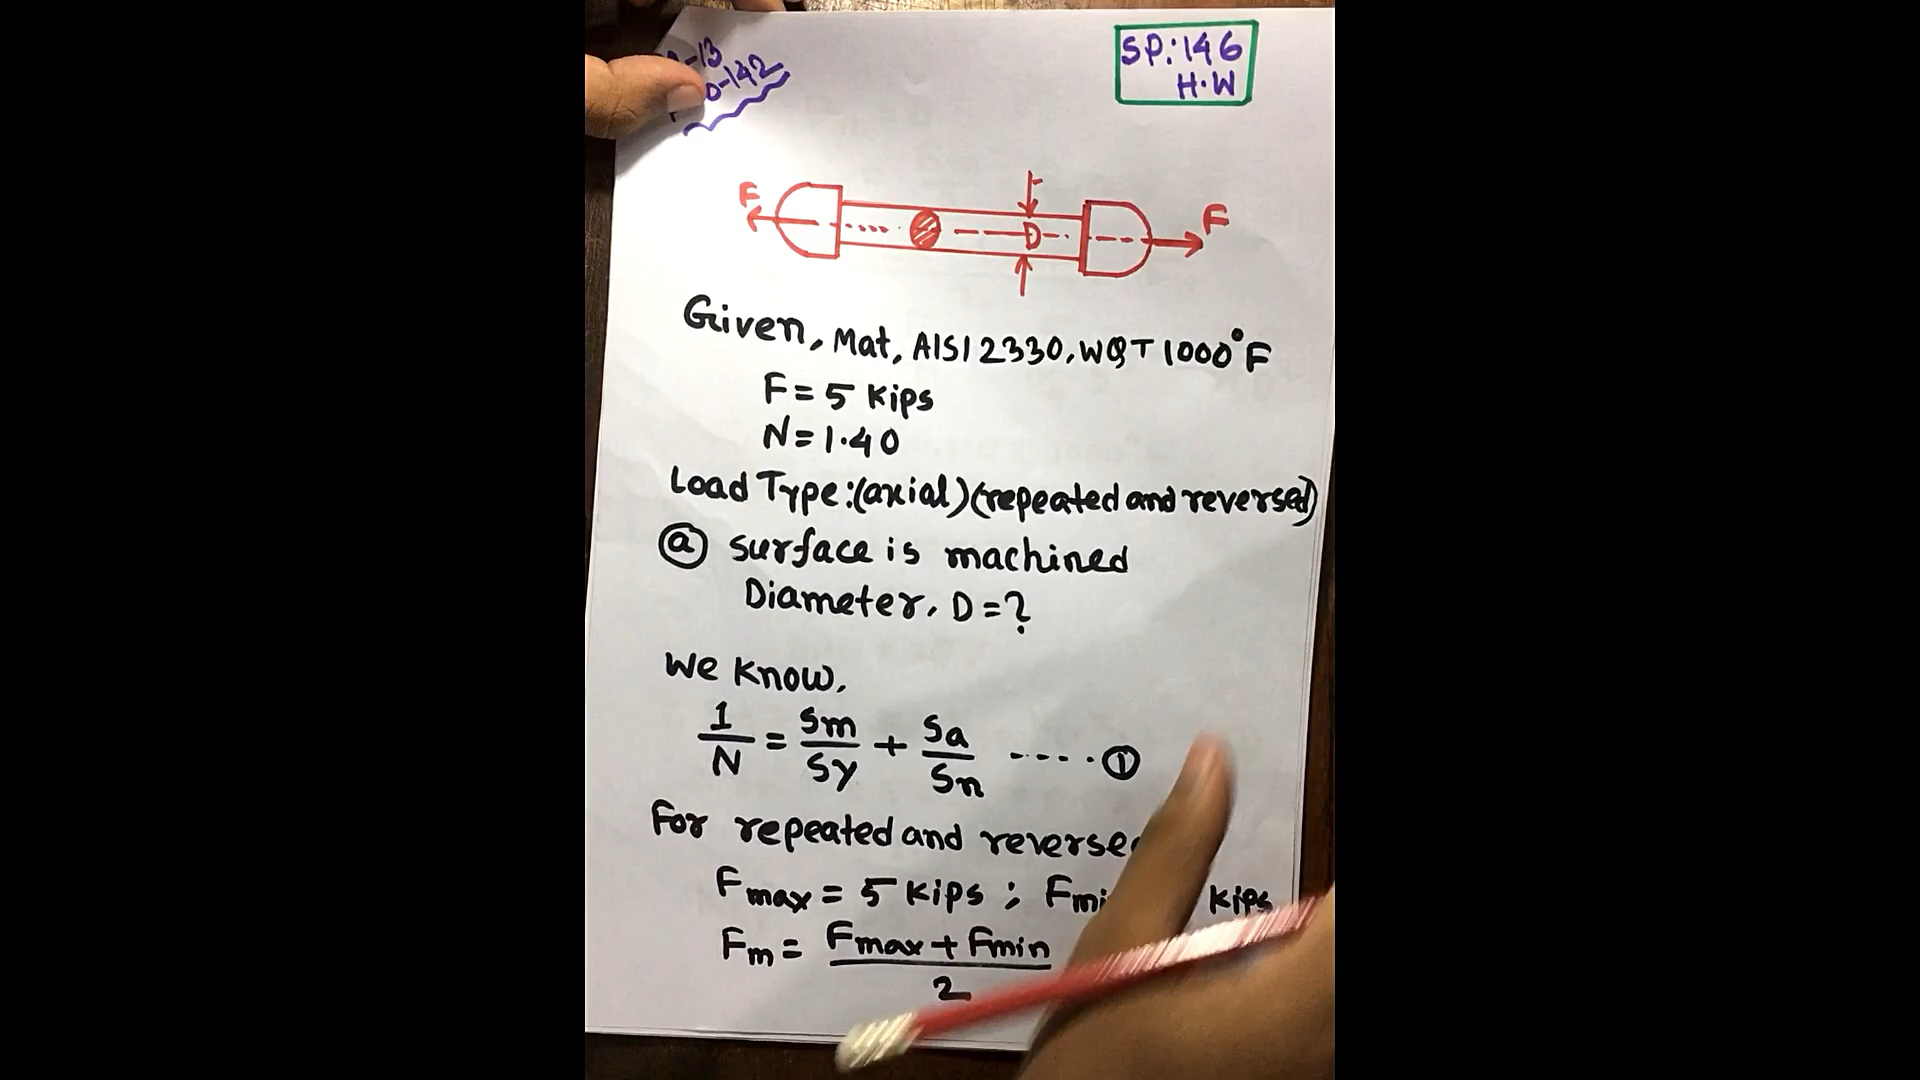 -13
-142
SP:146
H.W
F
F
D
Given, Mat, AISI 2330, WQT 1000°F
F = 5 Kips
N = 1.40
Load Type:(axial)(repeated and reversed)
ⓐ surface is machined
Diameter, D = ?
We Know,
1/N = Sm/Sy + Sa/Sn ····· ①
For repeated and reverse
Fmax = 5 Kips ; Fmi Kips
Fm = Fmax + Fmin / 2